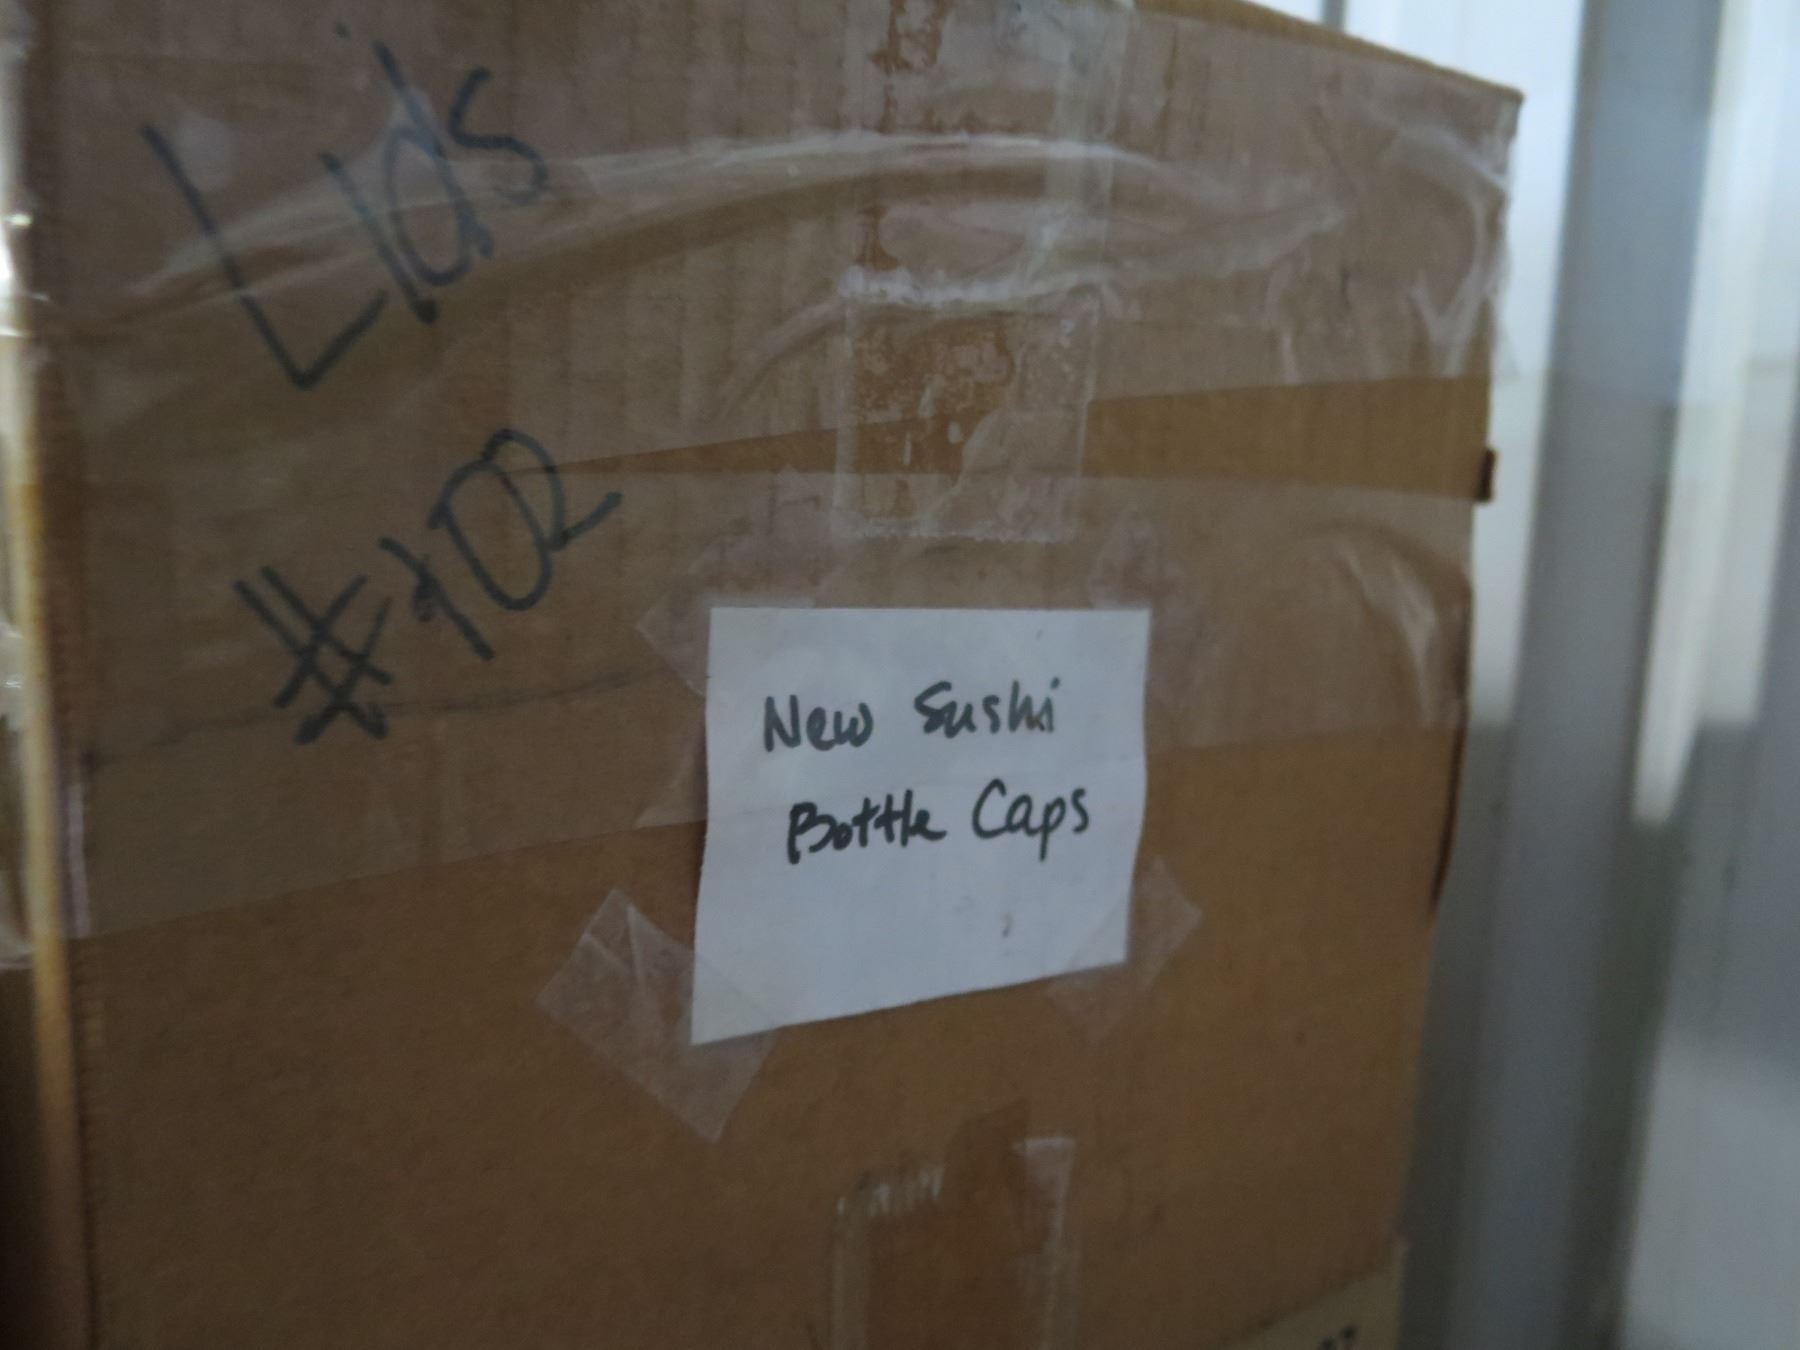 Lids
#102
New Sushi
Bottle Caps